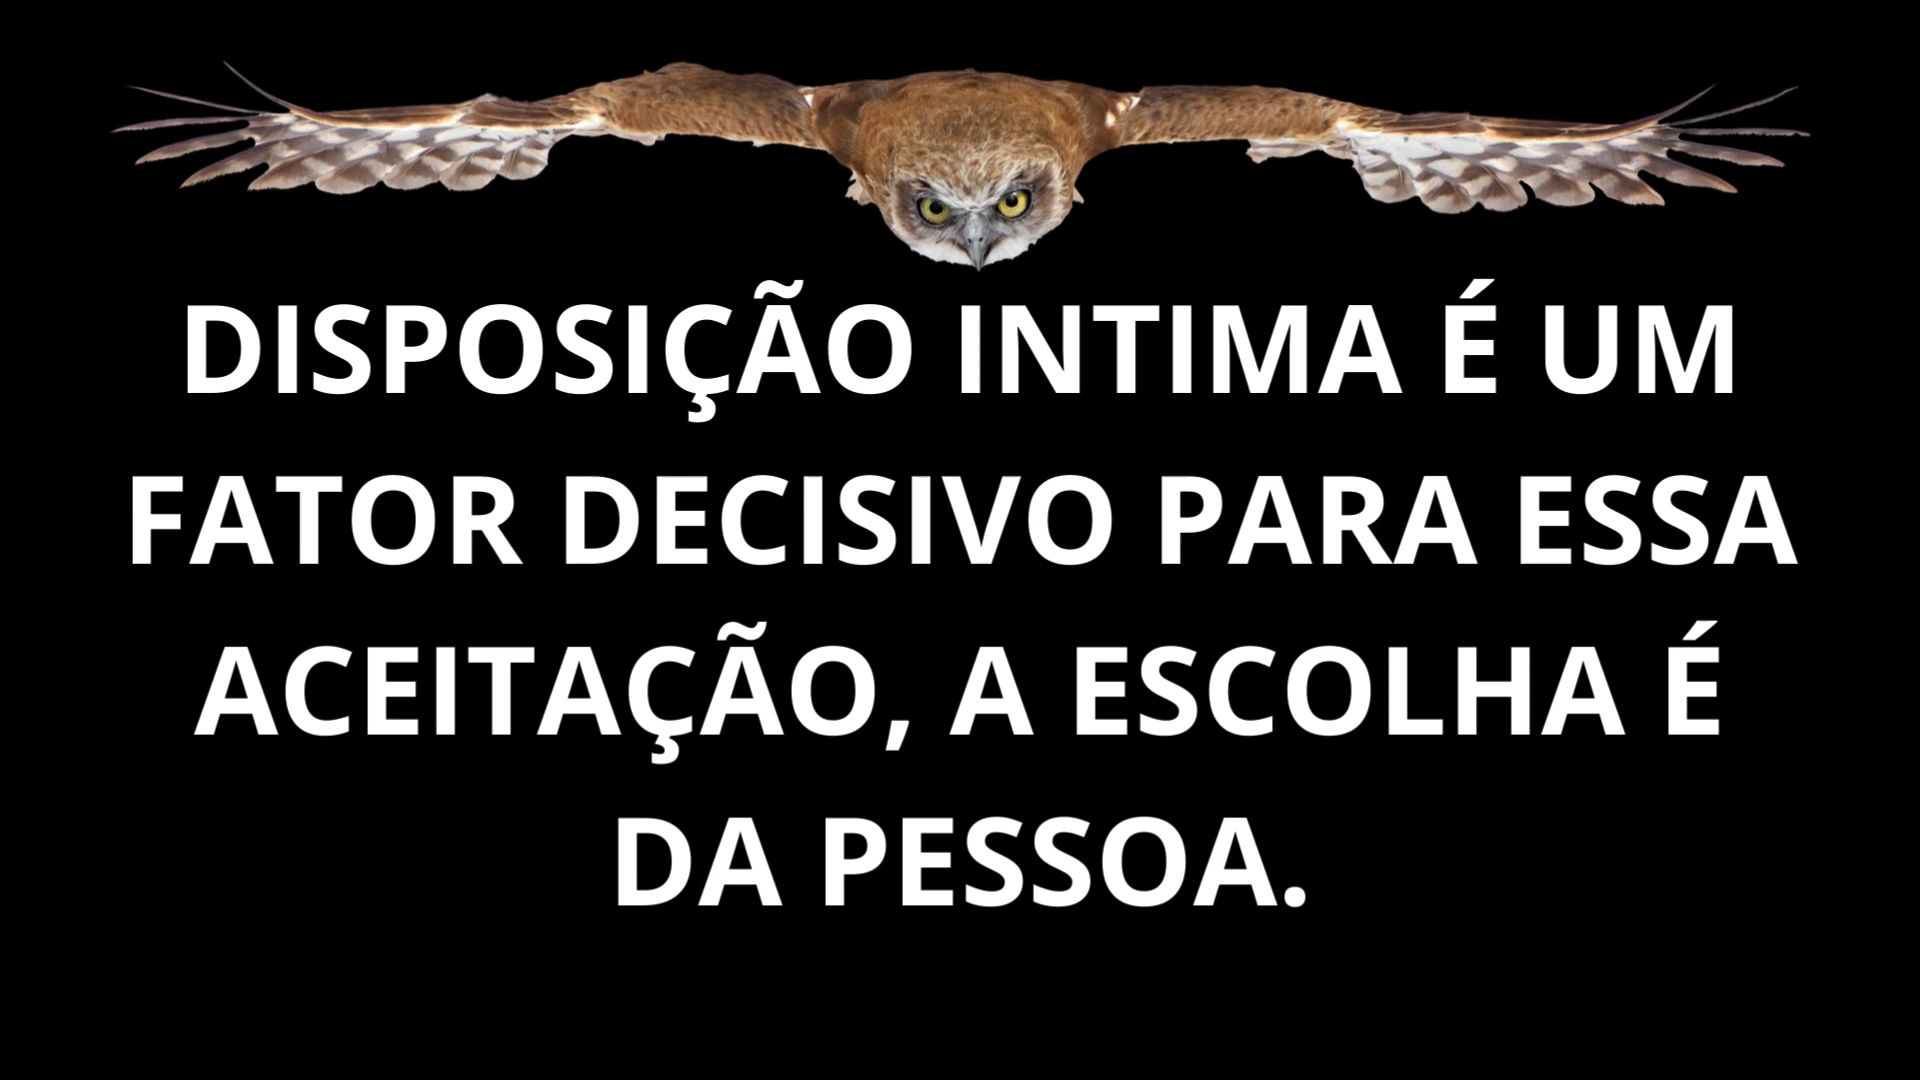 DISPOSIÇÃO INTIMA É UM
FATOR DECISIVO PARA ESSA
ACEITAÇÃO, A ESCOLHA É
DA PESSOA.